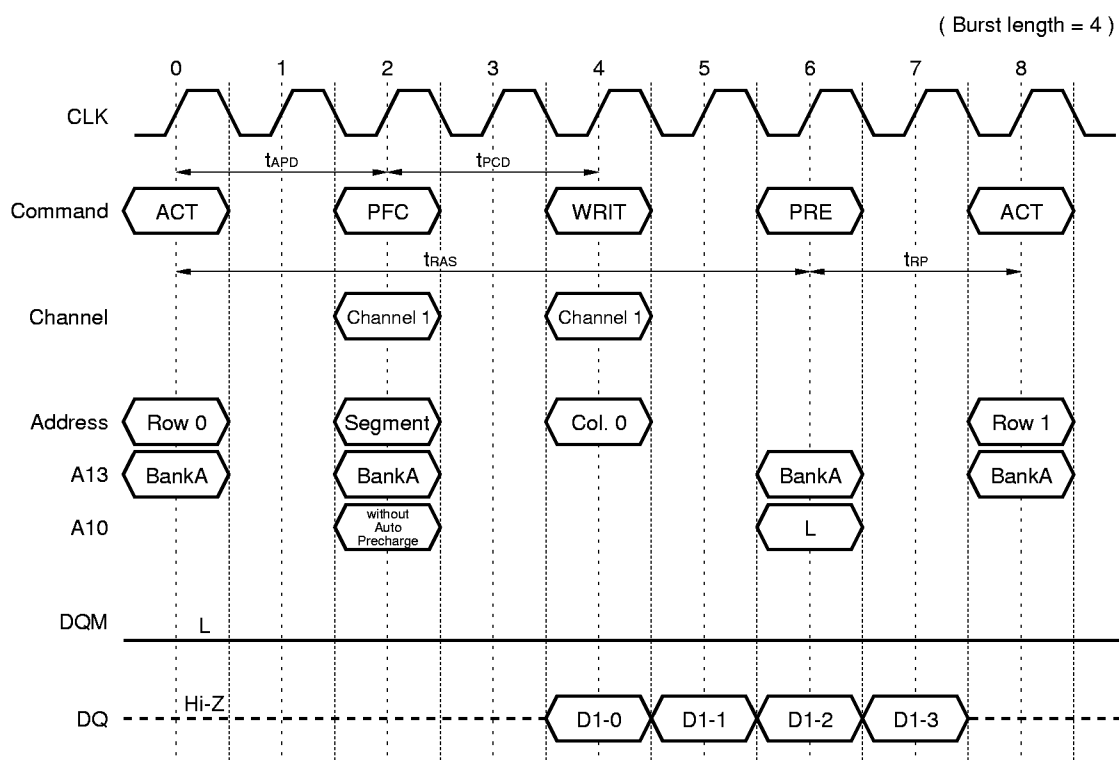 ( Burst length = 4 )
0 1 2 3 4 5 6 7 8
CLK
tAPD tPCD
Command ACT PFC WRIT PRE ACT
tRAS tRP
Channel Channel 1 Channel 1
Address Row 0 Segment Col. 0 Row 1
A13 BankA BankA BankA BankA
A10 without Auto Precharge L
DQM L
Hi-Z
DQ D1-0 D1-1 D1-2 D1-3